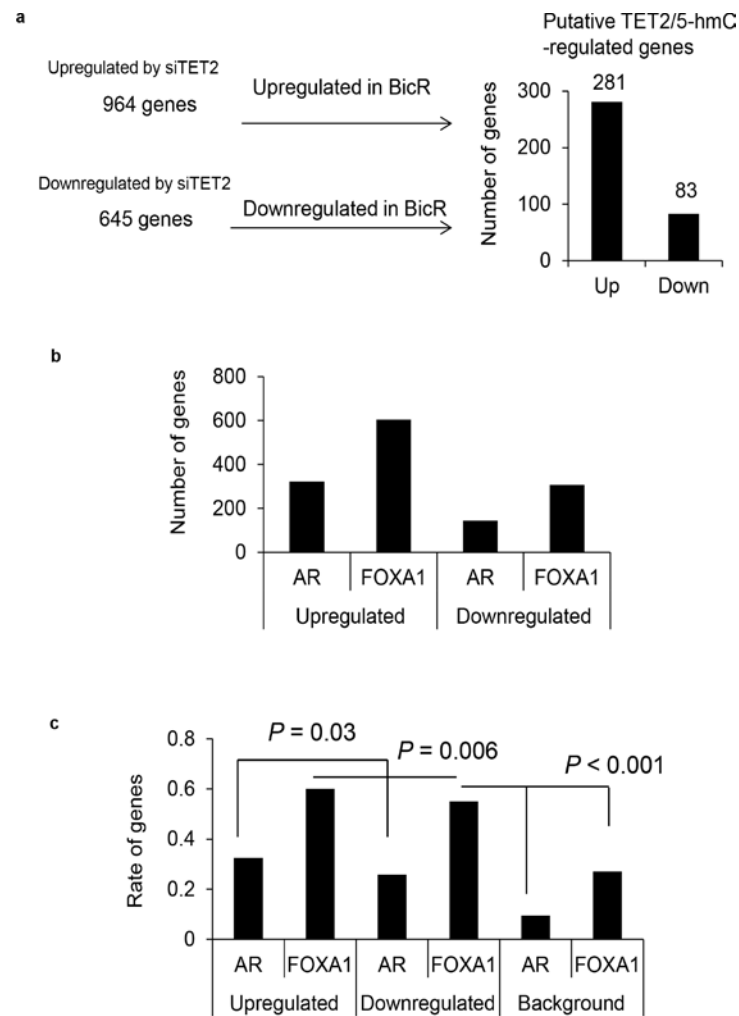 a
Upregulated by siTET2
964 genes
Upregulated in BicR
Downregulated by siTET2
645 genes
Downregulated in BicR
Putative TET2/5-hmC
-regulated genes
Number of genes
300
200
100
0
281
83
Up Down
b
Number of genes
800
600
400
200
0
AR FOXA1 AR FOXA1
Upregulated Downregulated
c
Rate of genes
0.8
0.6
0.4
0.2
0
P = 0.03
P = 0.006
P < 0.001
AR FOXA1 AR FOXA1 AR FOXA1
Upregulated Downregulated Background